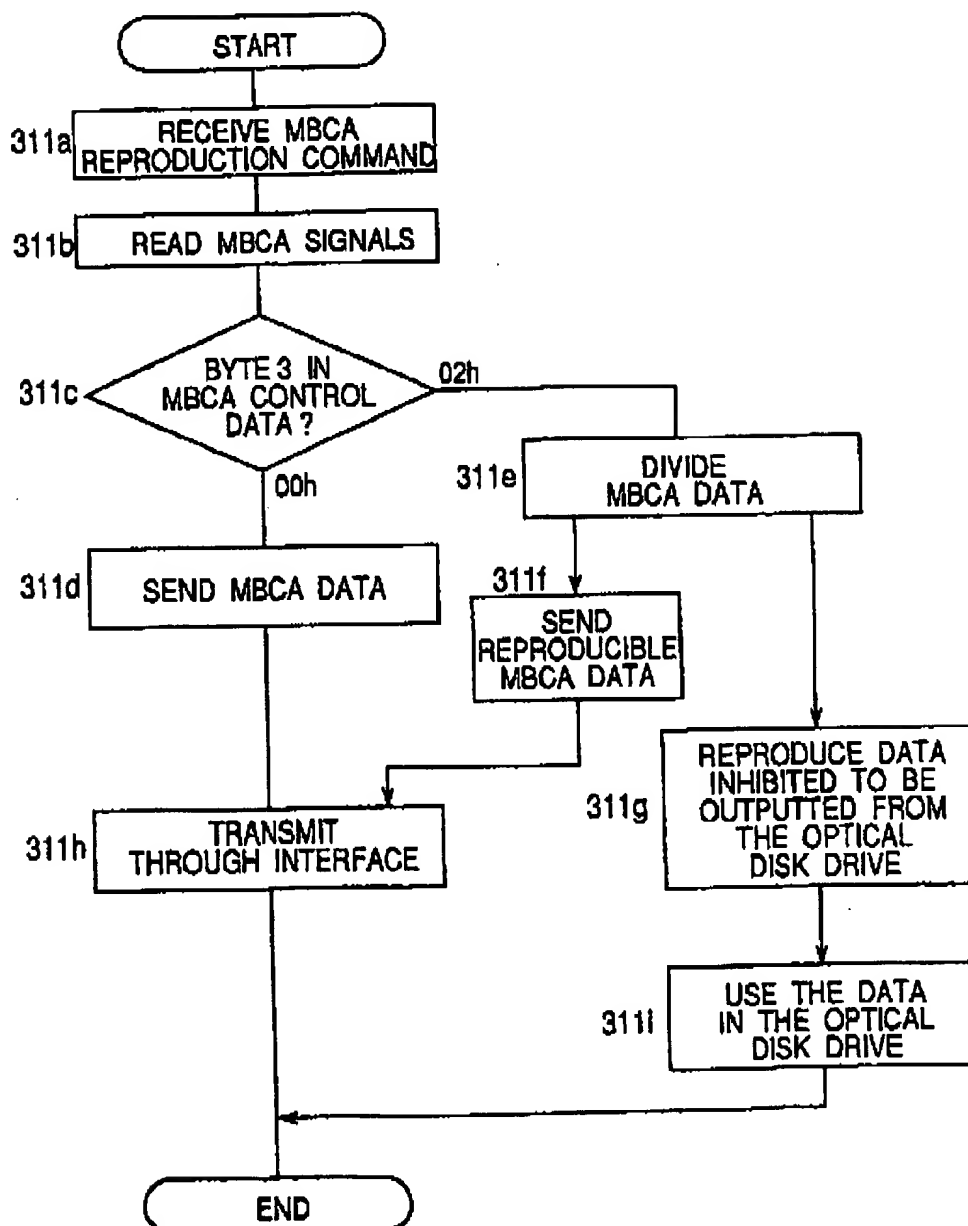 START
311a
RECEIVE MBCA
REPRODUCTION COMMAND
311b
READ MBCA SIGNALS
311c
BYTE 3 IN
MBCA CONTROL
DATA?
02h
00h
311e
DIVIDE
MBCA DATA
311d
SEND MBCA DATA
311f
SEND
REPRODUCIBLE
MBCA DATA
311g
REPRODUCE DATA
INHIBITED TO BE
OUTPUTTED FROM
THE OPTICAL
DISK DRIVE
311h
TRANSMIT
THROUGH INTERFACE
311i
USE THE DATA
IN THE OPTICAL
DISK DRIVE
END